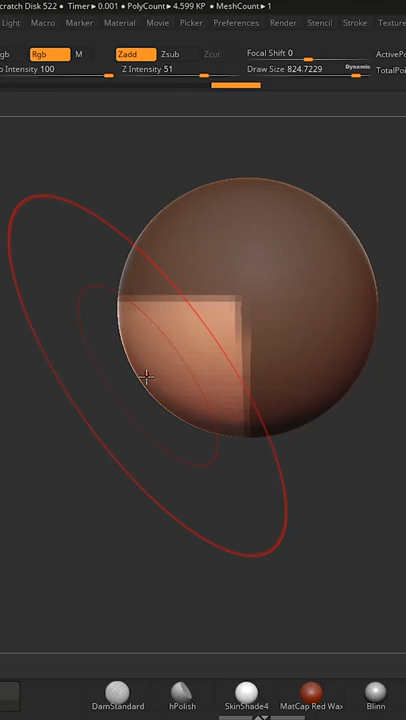 cratch Disk 522 ● Timer▶0.001 ● PolyCount▶4.599 KP ● MeshCount▶1
Light Macro Marker Material Movie Picker Preferences Render Stencil Stroke Texture
gb Rgb M Zadd Zsub Zcut Focal Shift 0 ActivePo
b Intensity 100 Z Intensity 51 Draw Size 824.7229 Dynamic TotalPoi
DamStandard hPolish SkinShade4 MatCap Red Wax Blinn